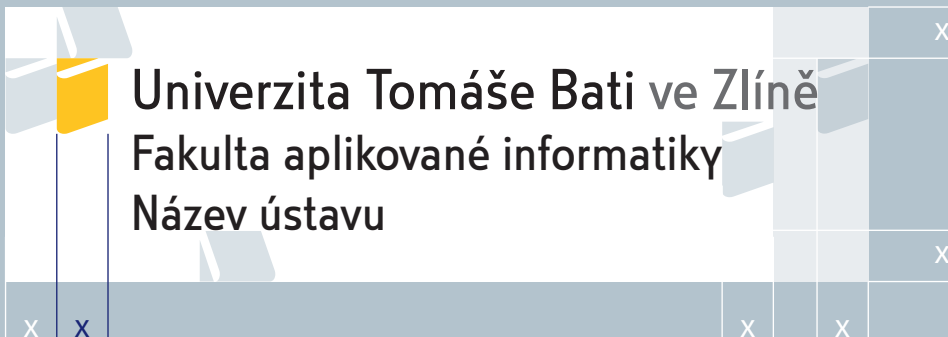 X
Univerzita Tomáše Bati ve Zlíně
Fakulta aplikované informatiky
Název ústavu
X
X X X X